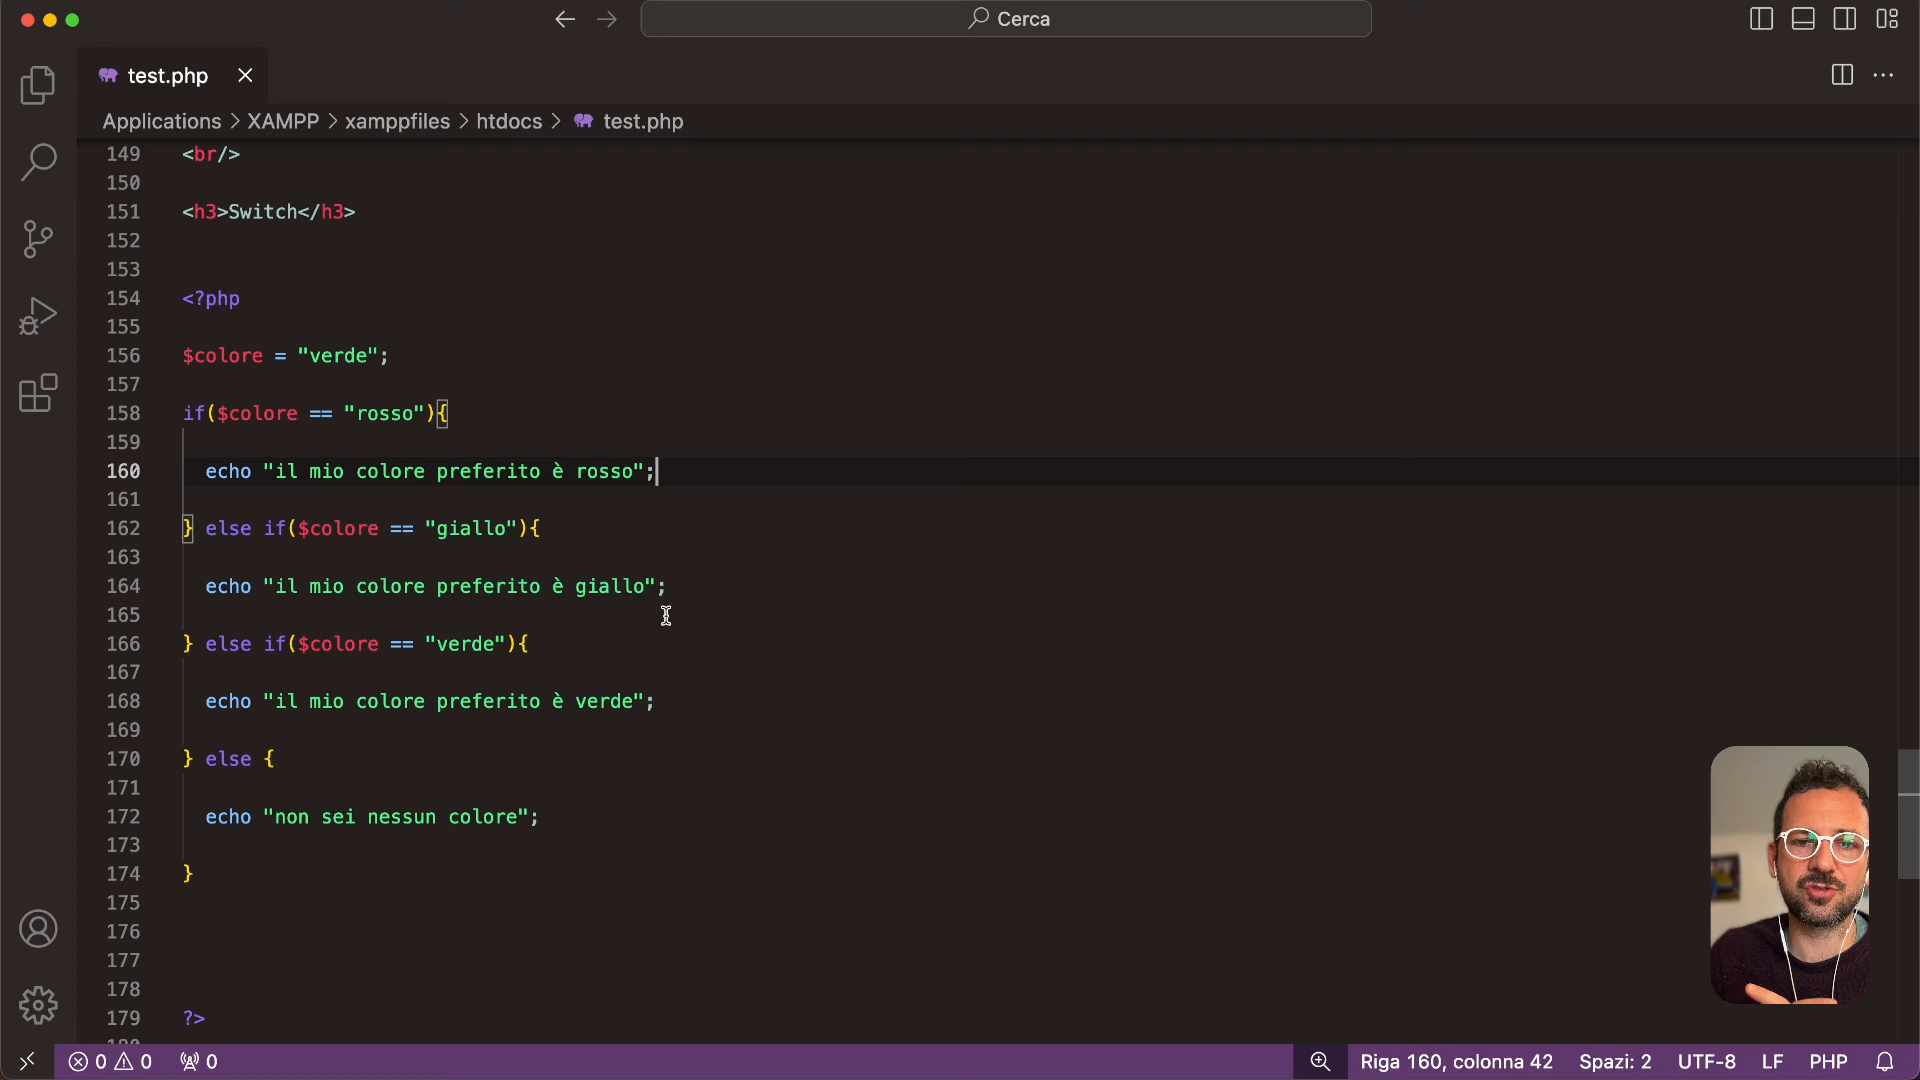 Cerca
test.php
Applications > XAMPP > xamppfiles > htdocs > test.php
149 <br/>
150
151 <h3>Switch</h3>
152
153
154 <?php
155
156 $colore = "verde";
157
158 if($colore == "rosso"){
159
160 echo "il mio colore preferito è rosso";
161
162 } else if($colore == "giallo"){
163
164 echo "il mio colore preferito è giallo";
165
166 } else if($colore == "verde"){
167
168 echo "il mio colore preferito è verde";
169
170 } else {
171
172 echo "non sei nessun colore";
173
174 }
175
176
177
178
179 ?>
0 0 0 Riga 160, colonna 42 Spazi: 2 UTF-8 LF PHP